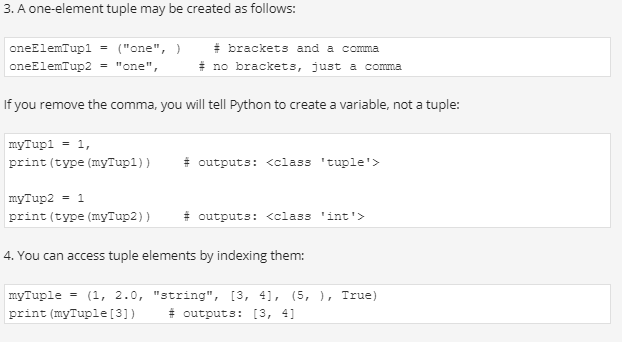 3. A one-element tuple may be created as follows:
oneElemTup1 = ("one", )    # brackets and a comma
oneElemTup2 = "one",     # no brackets, just a comma
If you remove the comma, you will tell Python to create a variable, not a tuple:
myTup1 = 1,
print(type(myTup1))    # outputs: <class 'tuple'>
myTup2 = 1
print(type(myTup2))    # outputs: <class 'int'>
4. You can access tuple elements by indexing them:
myTuple = (1, 2.0, "string", [3, 4], (5, ), True)
print(myTuple[3])    # outputs: [3, 4]